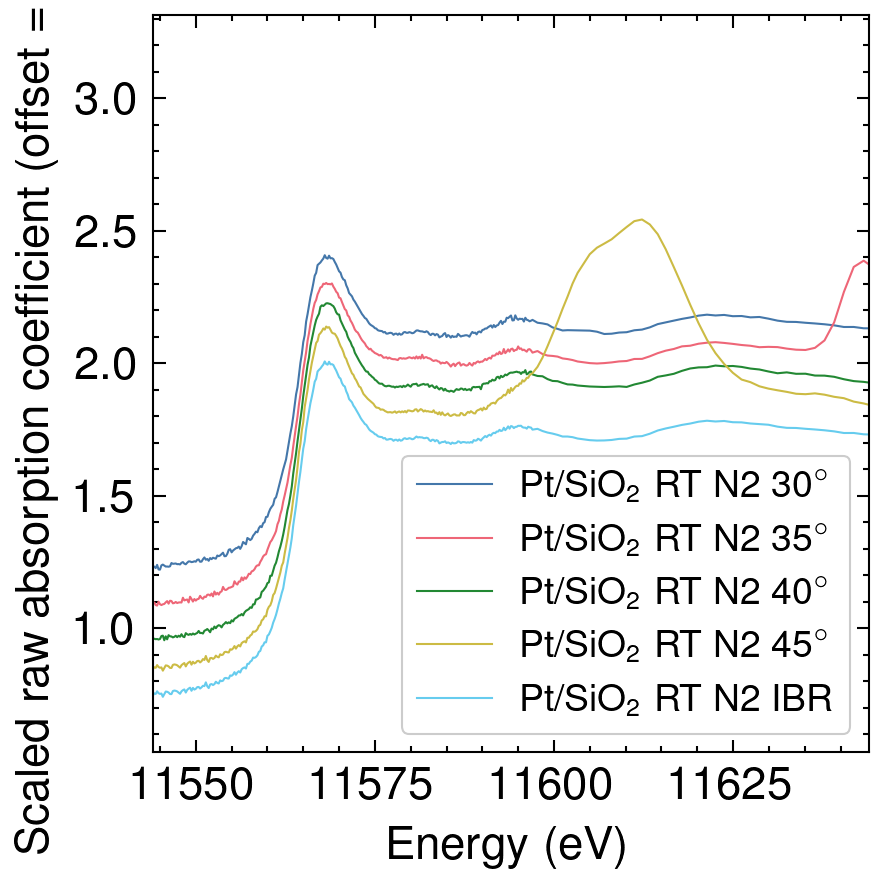 Scaled raw absorption coefficient (offset =
3.0
2.5
2.0
1.5
1.0
11550 11575 11600 11625
Energy (eV)
Pt/SiO₂ RT N2 30°
Pt/SiO₂ RT N2 35°
Pt/SiO₂ RT N2 40°
Pt/SiO₂ RT N2 45°
Pt/SiO₂ RT N2 IBR